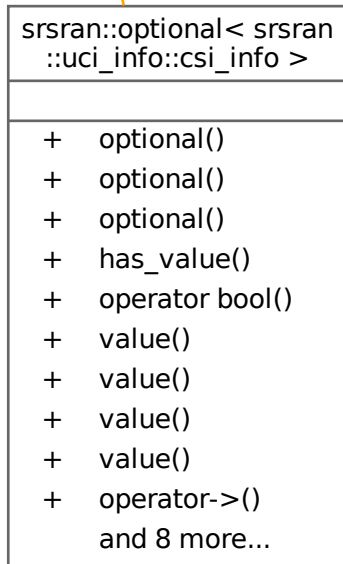 srsran::optional< srsran
::uci_info::csi_info >
+ optional()
+ optional()
+ optional()
+ has_value()
+ operator bool()
+ value()
+ value()
+ value()
+ value()
+ operator->()
and 8 more...